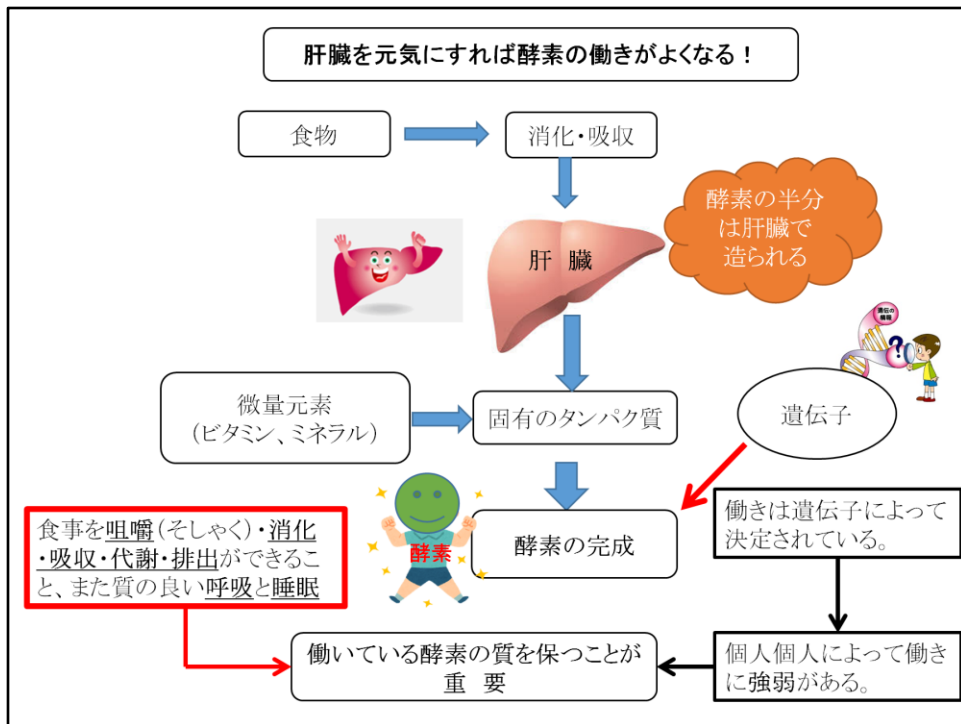 肝臓を元気にすれば酵素の働きがよくなる！
食物
消化・吸収
酵素の半分
は肝臓で
造られる
肝 臓
遺伝の
情報
?
微量元素
(ビタミン、ミネラル)
固有のタンパク質
遺伝子
酵素
食事を咀嚼(そしゃく)・消化
・吸収・代謝・排出ができるこ
と、また質の良い呼吸と睡眠
酵素の完成
働きは遺伝子によって
決定されている。
働いている酵素の質を保つことが
重 要
個人個人によって働き
に強弱がある。